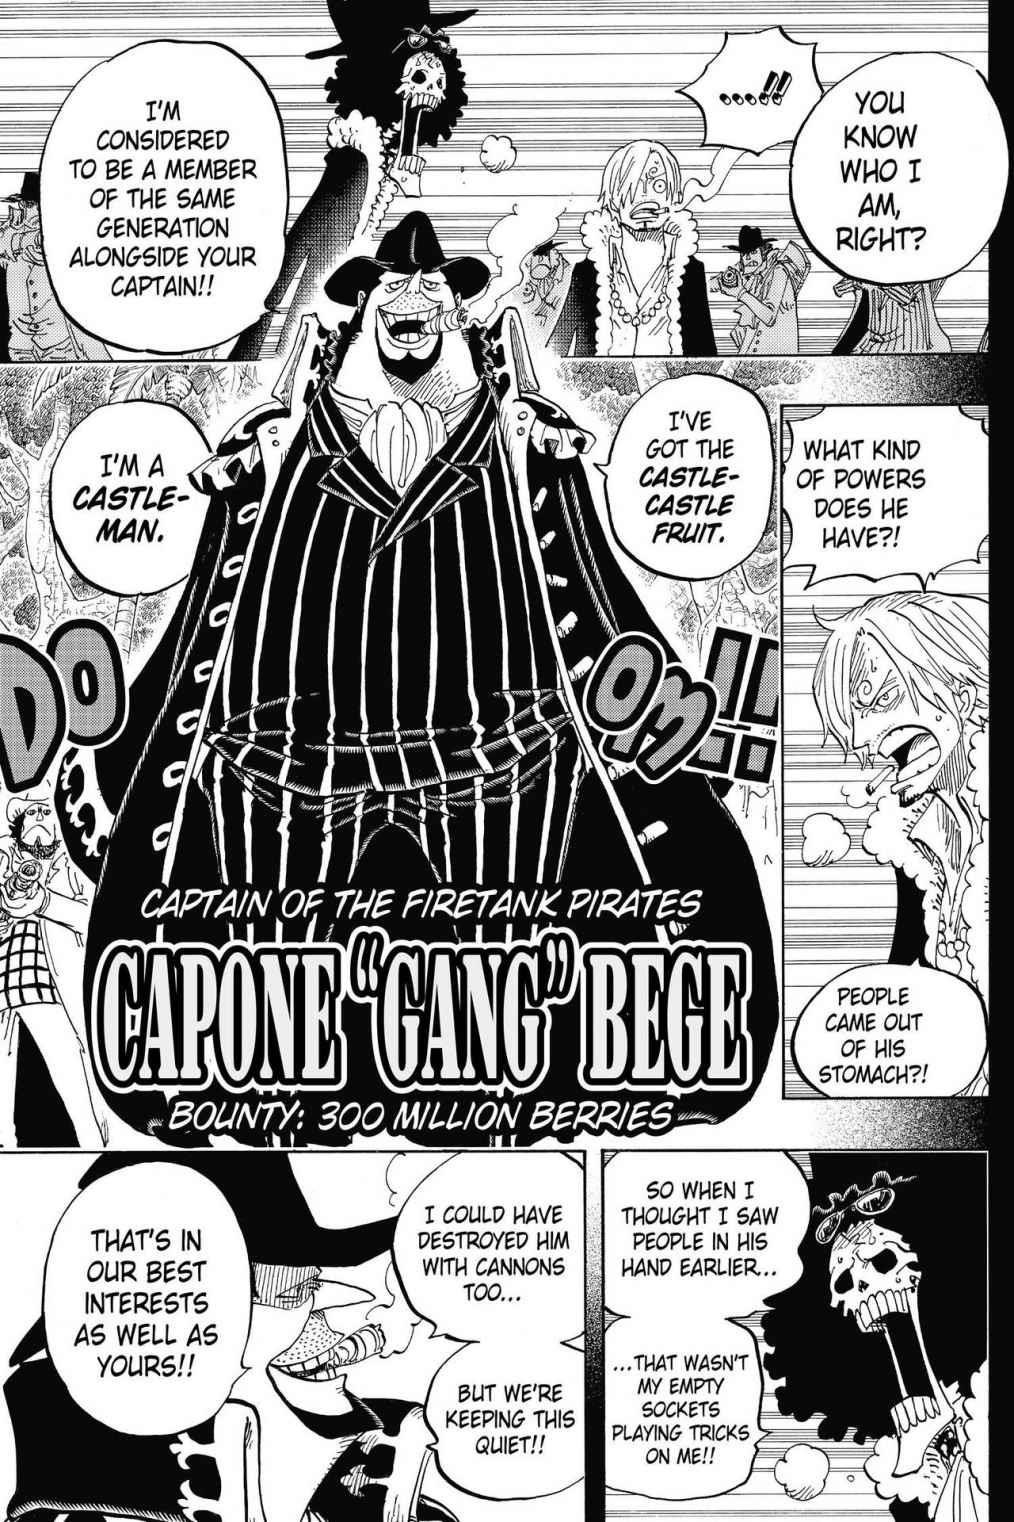 YOU
KNOW
WHO I
AM,
RIGHT?
...!!
I'M
CONSIDERED
TO BE A MEMBER
OF THE SAME
GENERATION
ALONGSIDE YOUR
CAPTAIN!!
WHAT KIND
OF POWERS
DOES HE
HAVE?!
PEOPLE
CAME OUT
OF HIS
STOMACH?!
I'VE
GOT THE
CASTLE-
CASTLE
FRUIT.
I'M A
CASTLE-
MAN.
DOOM!!
CAPTAIN OF THE FIRETANK PIRATES
CAPONE "GANG" BEGE
BOUNTY: 300 MILLION BERRIES
SO WHEN I
THOUGHT I SAW
PEOPLE IN HIS
HAND EARLIER...
...THAT WASN'T
MY EMPTY
SOCKETS
PLAYING TRICKS
ON ME!!
I COULD HAVE
DESTROYED HIM
WITH CANNONS
TOO...
BUT WE'RE
KEEPING THIS
QUIET!!
THAT'S IN
OUR BEST
INTERESTS
AS WELL AS
YOURS!!